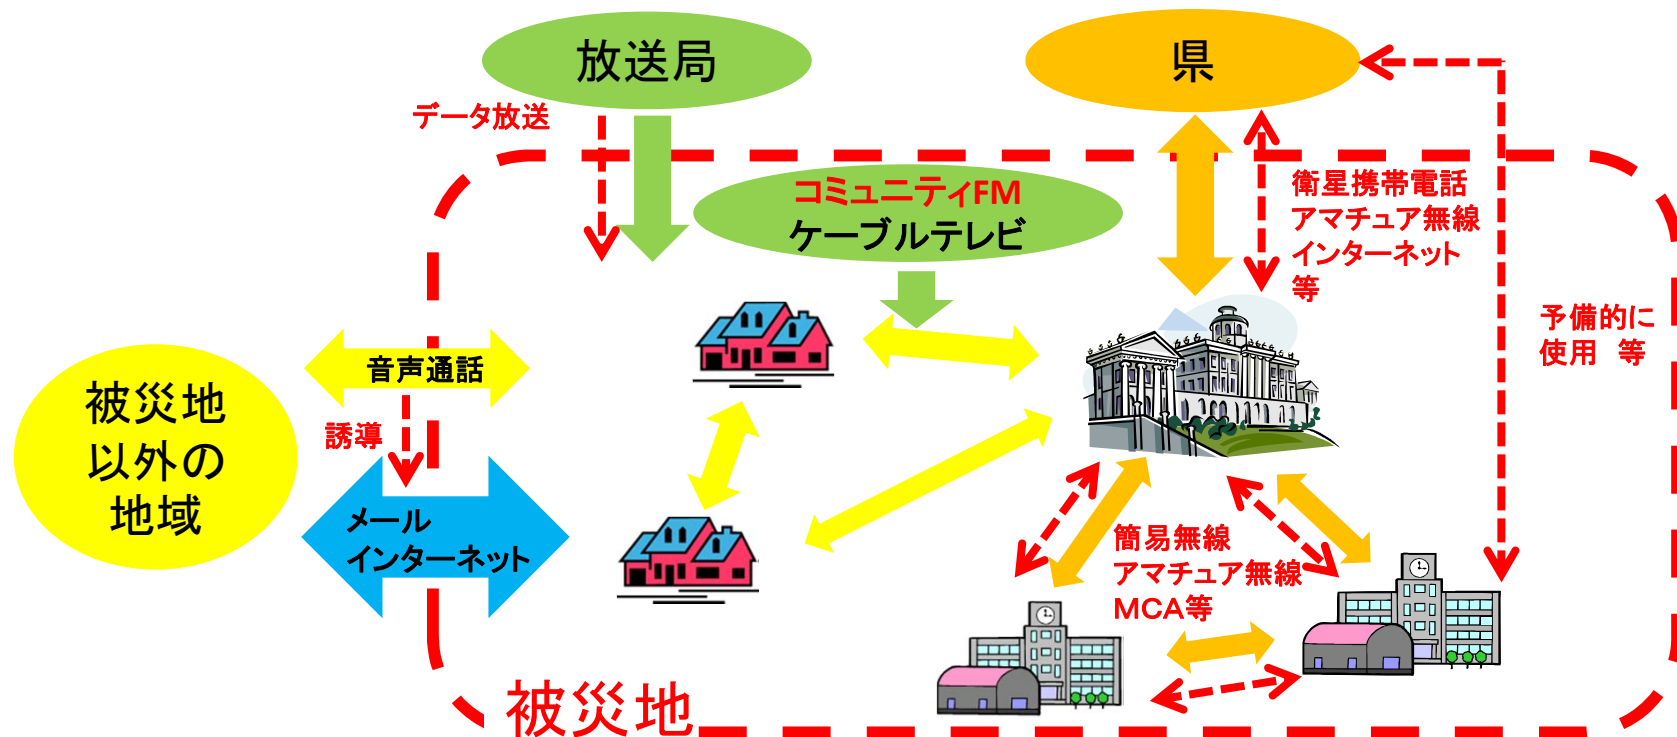 放送局
県
データ放送
コミュニティFM
ケーブルテレビ
衛星携帯電話
アマチュア無線
インターネット
等
予備的に
使用 等
音声通話
被災地
以外の
地域
誘導
メール
インターネット
簡易無線
アマチュア無線
MCA等
被災地